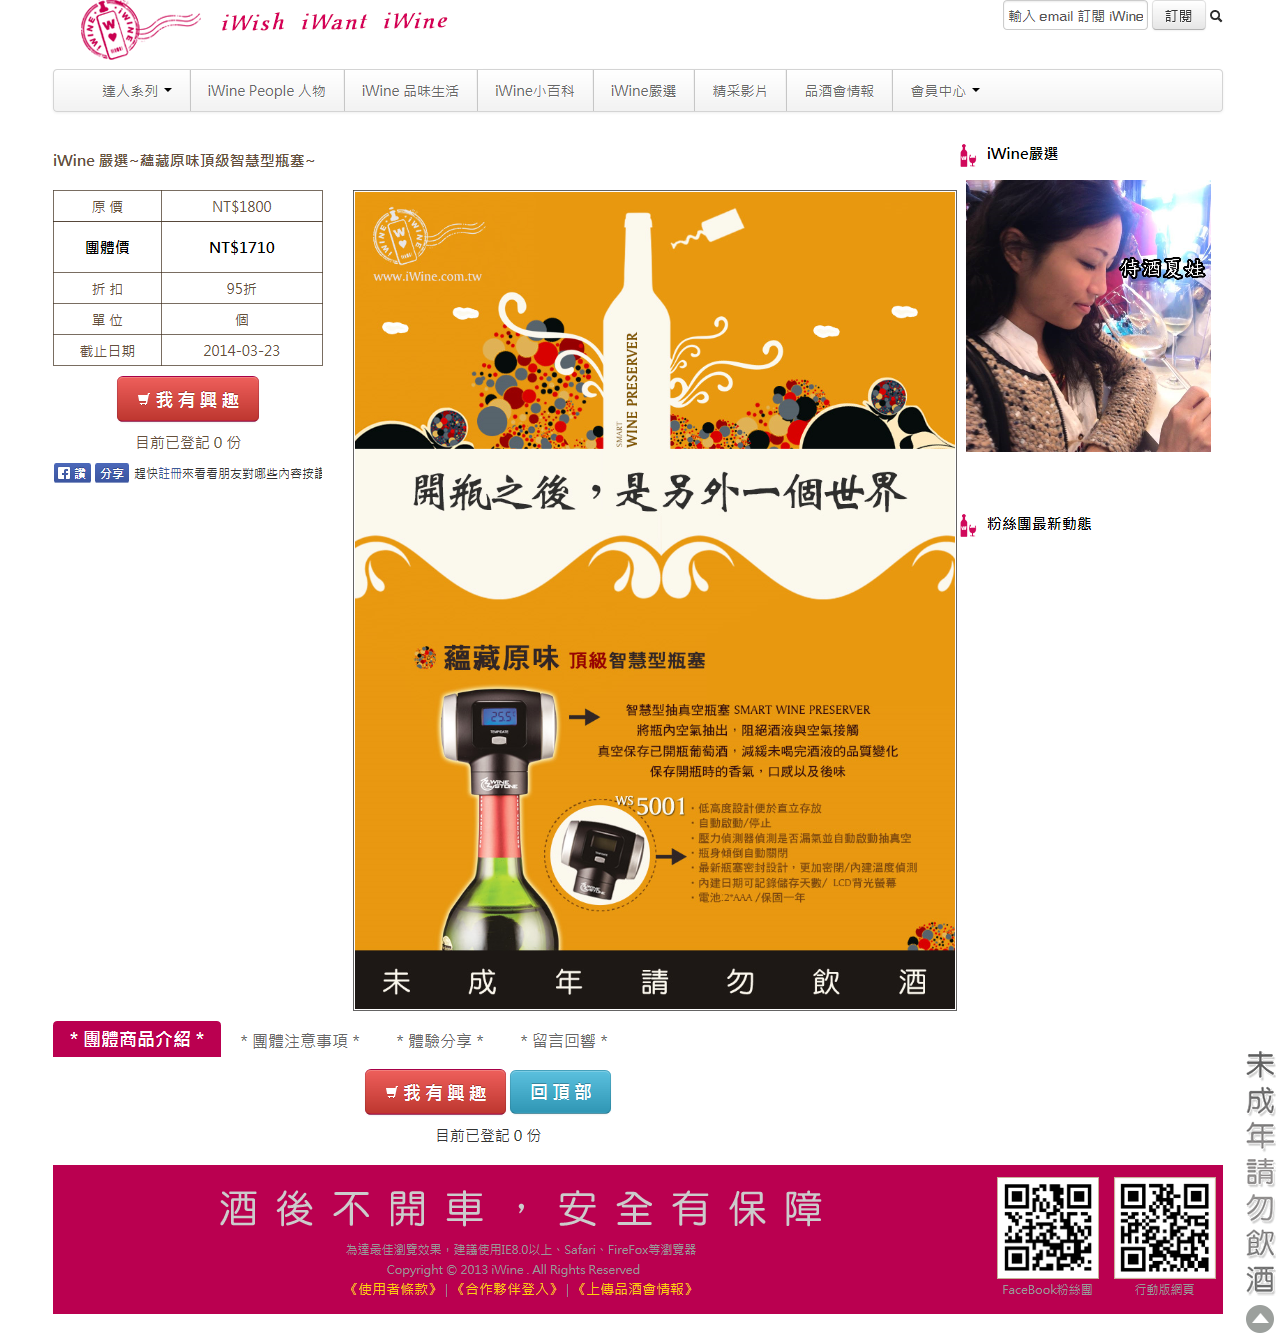 iWINE
W
iWINE
iWish iWant iWine
輸入 email 訂閱 iWine
訂閱
達人系列
iWine People 人物
iWine 品味生活
iWine小百科
iWine嚴選
精采影片
品酒會情報
會員中心
iWine 嚴選~蘊藏原味頂級智慧型瓶塞~
原 價 NT$1800
團體價 NT$1710
折 扣 95折
單 位 個
截止日期 2014-03-23
我 有 興 趣
目前已登記 0 份
讚 分享 趕快註冊來看看朋友對哪些內容按讚
iWINE
W
iWINE
www.iWine.com.tw
SMART
WINE PRESERVER
開瓶之後，是另外一個世界
蘊藏原味 頂級智慧型瓶塞
25.5
智慧型抽真空瓶塞 SMART WINE PRESERVER
將瓶內空氣抽出，阻絕酒液與空氣接觸
真空保存已開瓶葡萄酒，減緩未喝完酒液的品質變化
保存開瓶時的香氣，口感以及後味
WINE
STONE
WS 5001
・低高度設計便於直立存放
・自動啟動/停止
・壓力偵測器偵測是否漏氣並自動啟動抽真空
・瓶身傾倒自動關閉
・最新瓶塞密封設計，更加密閉/內建溫度偵測
・內建日期可記錄儲存天數/ LCD背光螢幕
・電池:2*AAA /保固一年
未成年請勿飲酒
iWine嚴選
侍酒夏姓
粉絲團最新動態
* 團體商品介紹 *
* 團體注意事項 *
* 體驗分享 *
* 留言回響 *
我 有 興 趣
回 頂 部
目前已登記 0 份
酒後不開車，安全有保障
為達最佳瀏覽效果，建議使用IE8.0以上、Safari、FireFox等瀏覽器
Copyright © 2013 iWine . All Rights Reserved
《使用者條款》 | 《合作夥伴登入》 | 《上傳品酒會情報》
FaceBook粉絲團
行動版網頁
未成年請勿飲酒